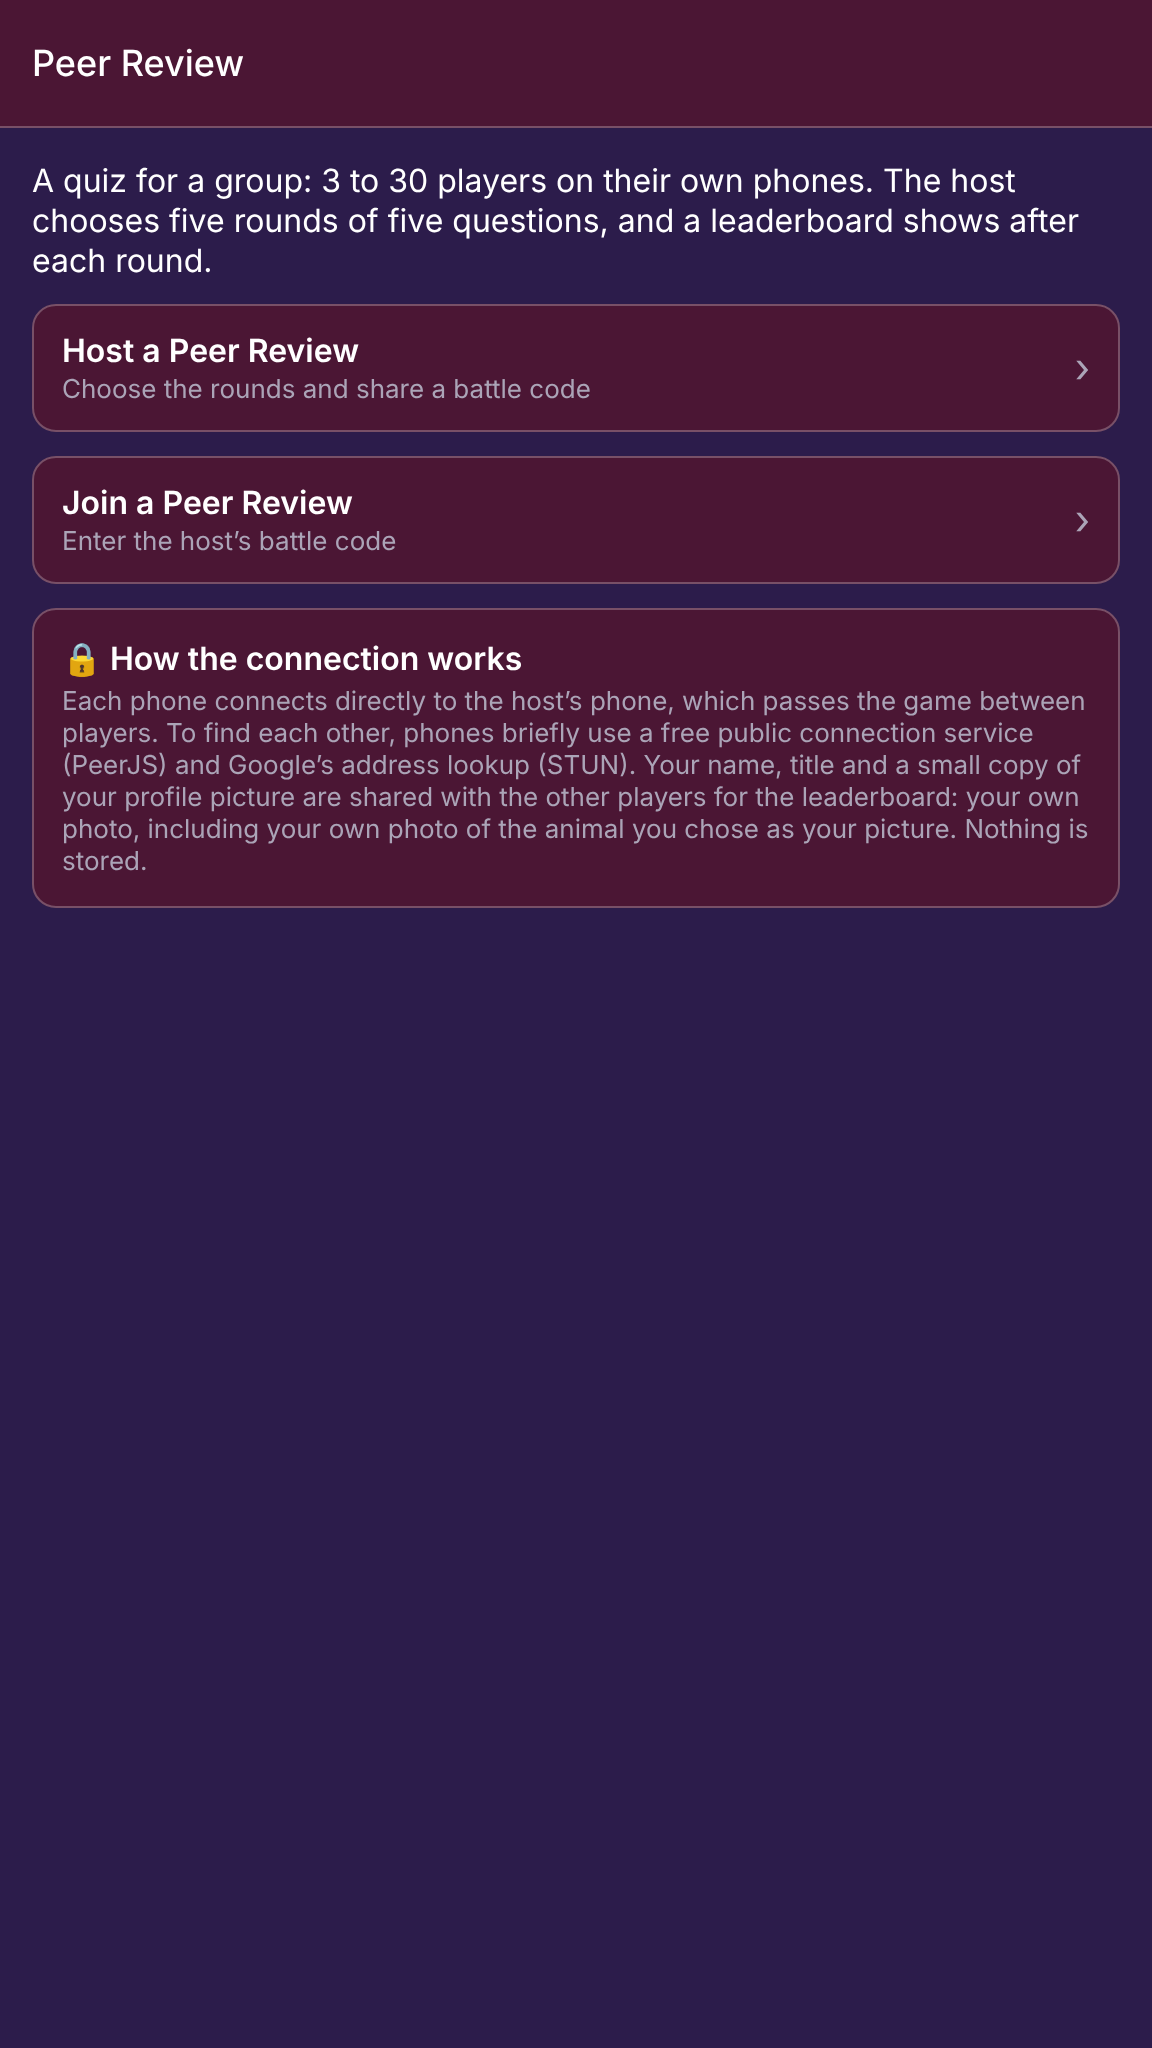 Peer Review
A quiz for a group: 3 to 30 players on their own phones. The host
chooses five rounds of five questions, and a leaderboard shows after
each round.
Host a Peer Review
Choose the rounds and share a battle code
›
Join a Peer Review
Enter the host’s battle code
›
🔒 How the connection works
Each phone connects directly to the host’s phone, which passes the game between
players. To find each other, phones briefly use a free public connection service
(PeerJS) and Google’s address lookup (STUN). Your name, title and a small copy of
your profile picture are shared with the other players for the leaderboard: your own
photo, including your own photo of the animal you chose as your picture. Nothing is
stored.